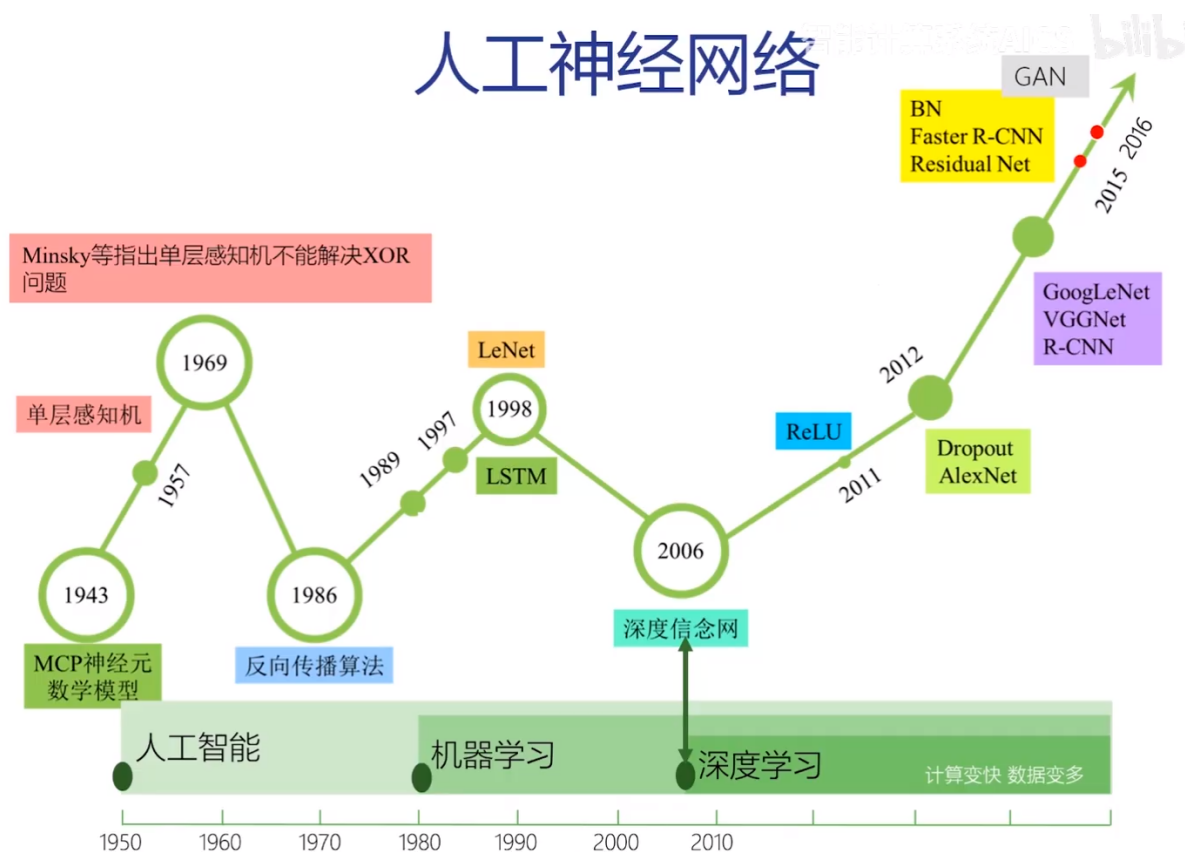 人工神经网络
bilibili
GAN
BN
Faster R-CNN
Residual Net
2016
2015
Minsky等指出单层感知机不能解决XOR
问题
GoogLeNet
VGGNet
R-CNN
1969
LeNet
2012
单层感知机
1998
1997
1989
1957
LSTM
ReLU
2011
Dropout
AlexNet
1943
1986
2006
MCP神经元
数学模型
反向传播算法
深度信念网
人工智能
机器学习
深度学习
计算变快 数据变多
1950 1960 1970 1980 1990 2000 2010